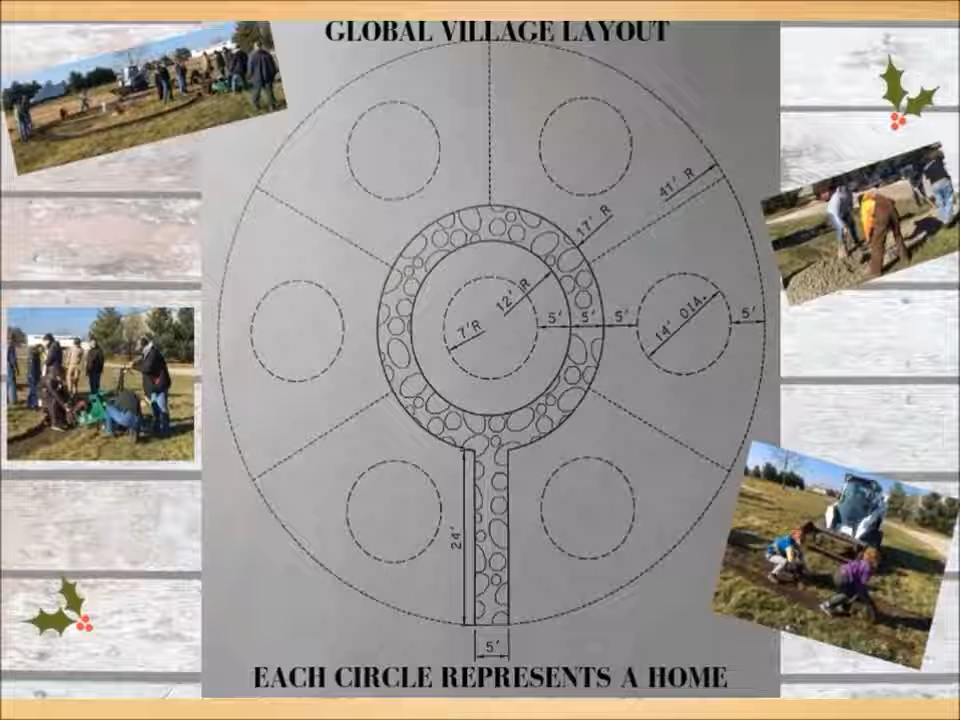 GLOBAL VILLAGE LAYOUT
41' R
17' R
12' R
7'R
5'
5'
5'
14' DIA.
5'
24'
5'
EACH CIRCLE REPRESENTS A HOME